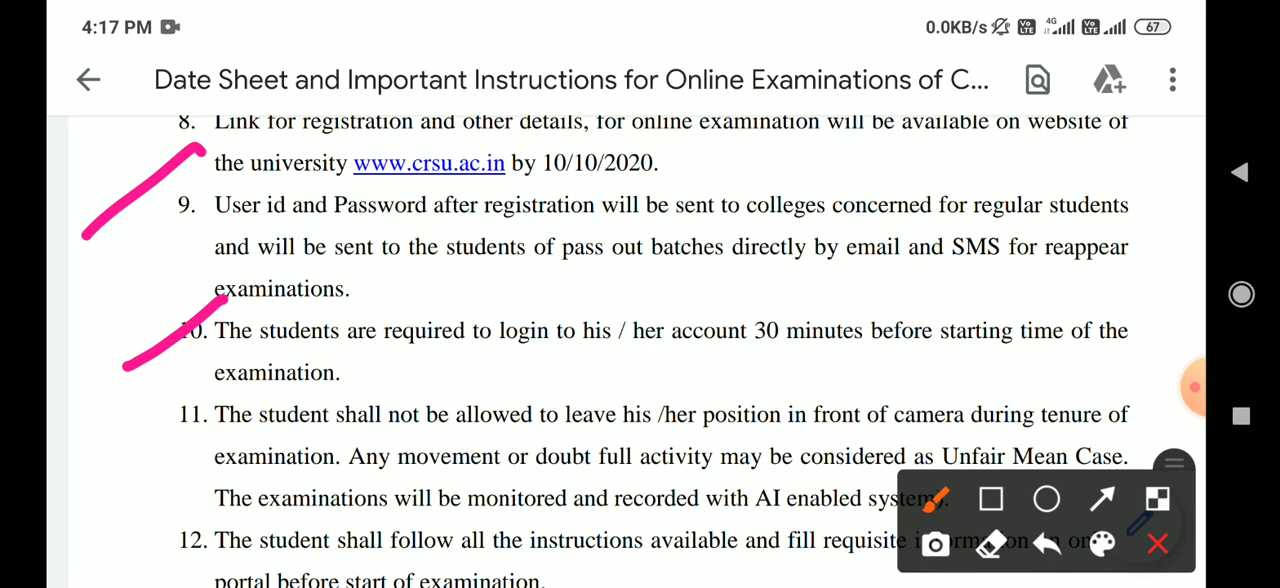 4:17 PM 0.0KB/s Vo LTE 4G Vo LTE 67
Date Sheet and Important Instructions for Online Examinations of C...
8. Link for registration and other details, for online examination will be available on website of
the university www.crsu.ac.in by 10/10/2020.
9. User id and Password after registration will be sent to colleges concerned for regular students
and will be sent to the students of pass out batches directly by email and SMS for reappear
examinations.
10. The students are required to login to his / her account 30 minutes before starting time of the
examination.
11. The student shall not be allowed to leave his /her position in front of camera during tenure of
examination. Any movement or doubt full activity may be considered as Unfair Mean Case.
The examinations will be monitored and recorded with AI enabled system.
12. The student shall follow all the instructions available and fill requisite on
portal before start of examination.